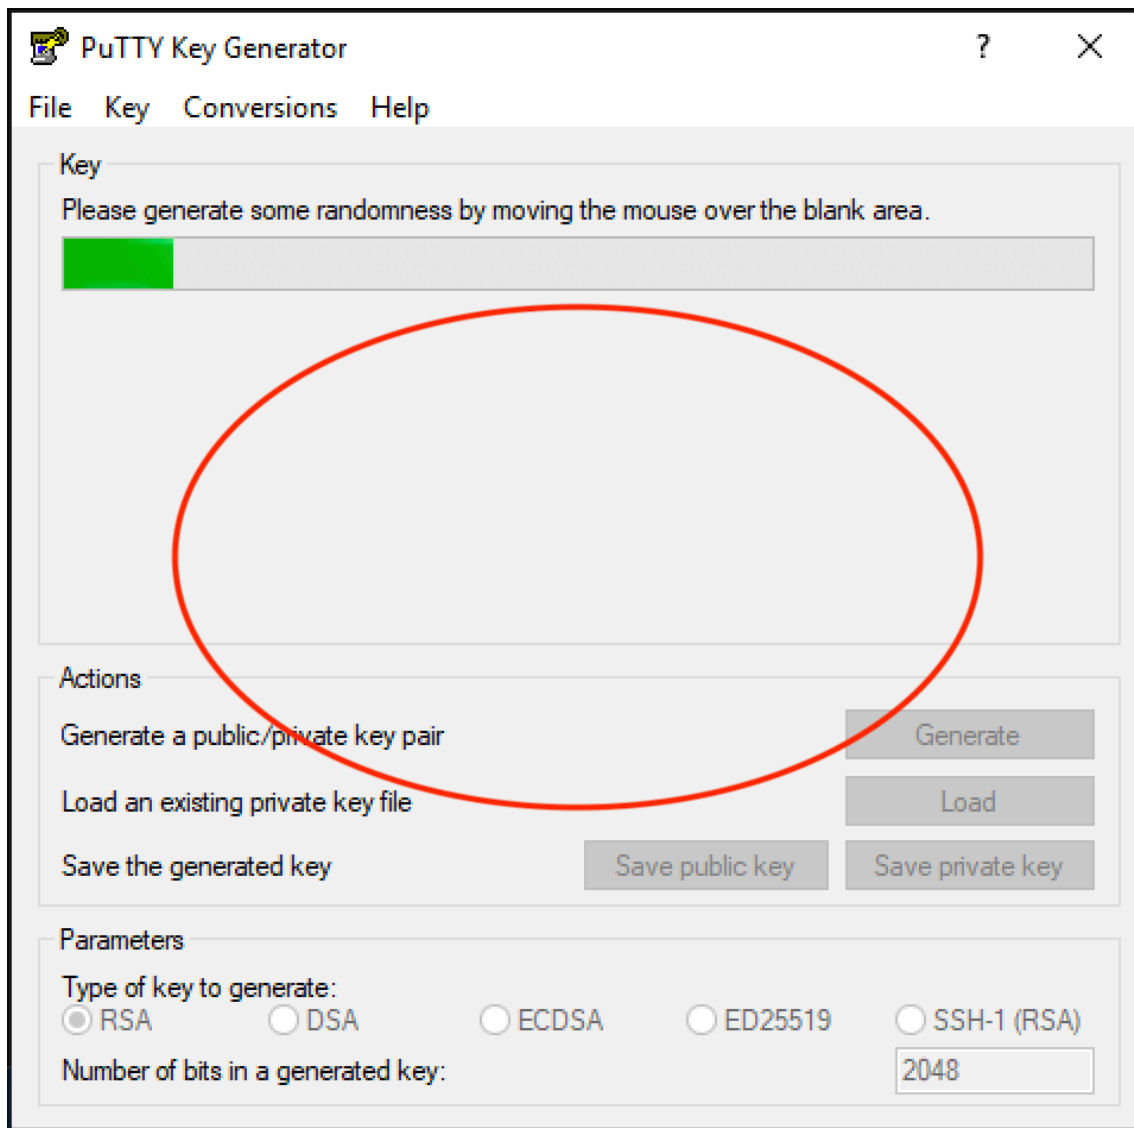 PuTTY Key Generator ? ×
File Key Conversions Help
Key
Please generate some randomness by moving the mouse over the blank area.
Actions
Generate a public/private key pair Generate
Load an existing private key file Load
Save the generated key Save public key Save private key
Parameters
Type of key to generate:
RSA DSA ECDSA ED25519 SSH-1 (RSA)
Number of bits in a generated key: 2048